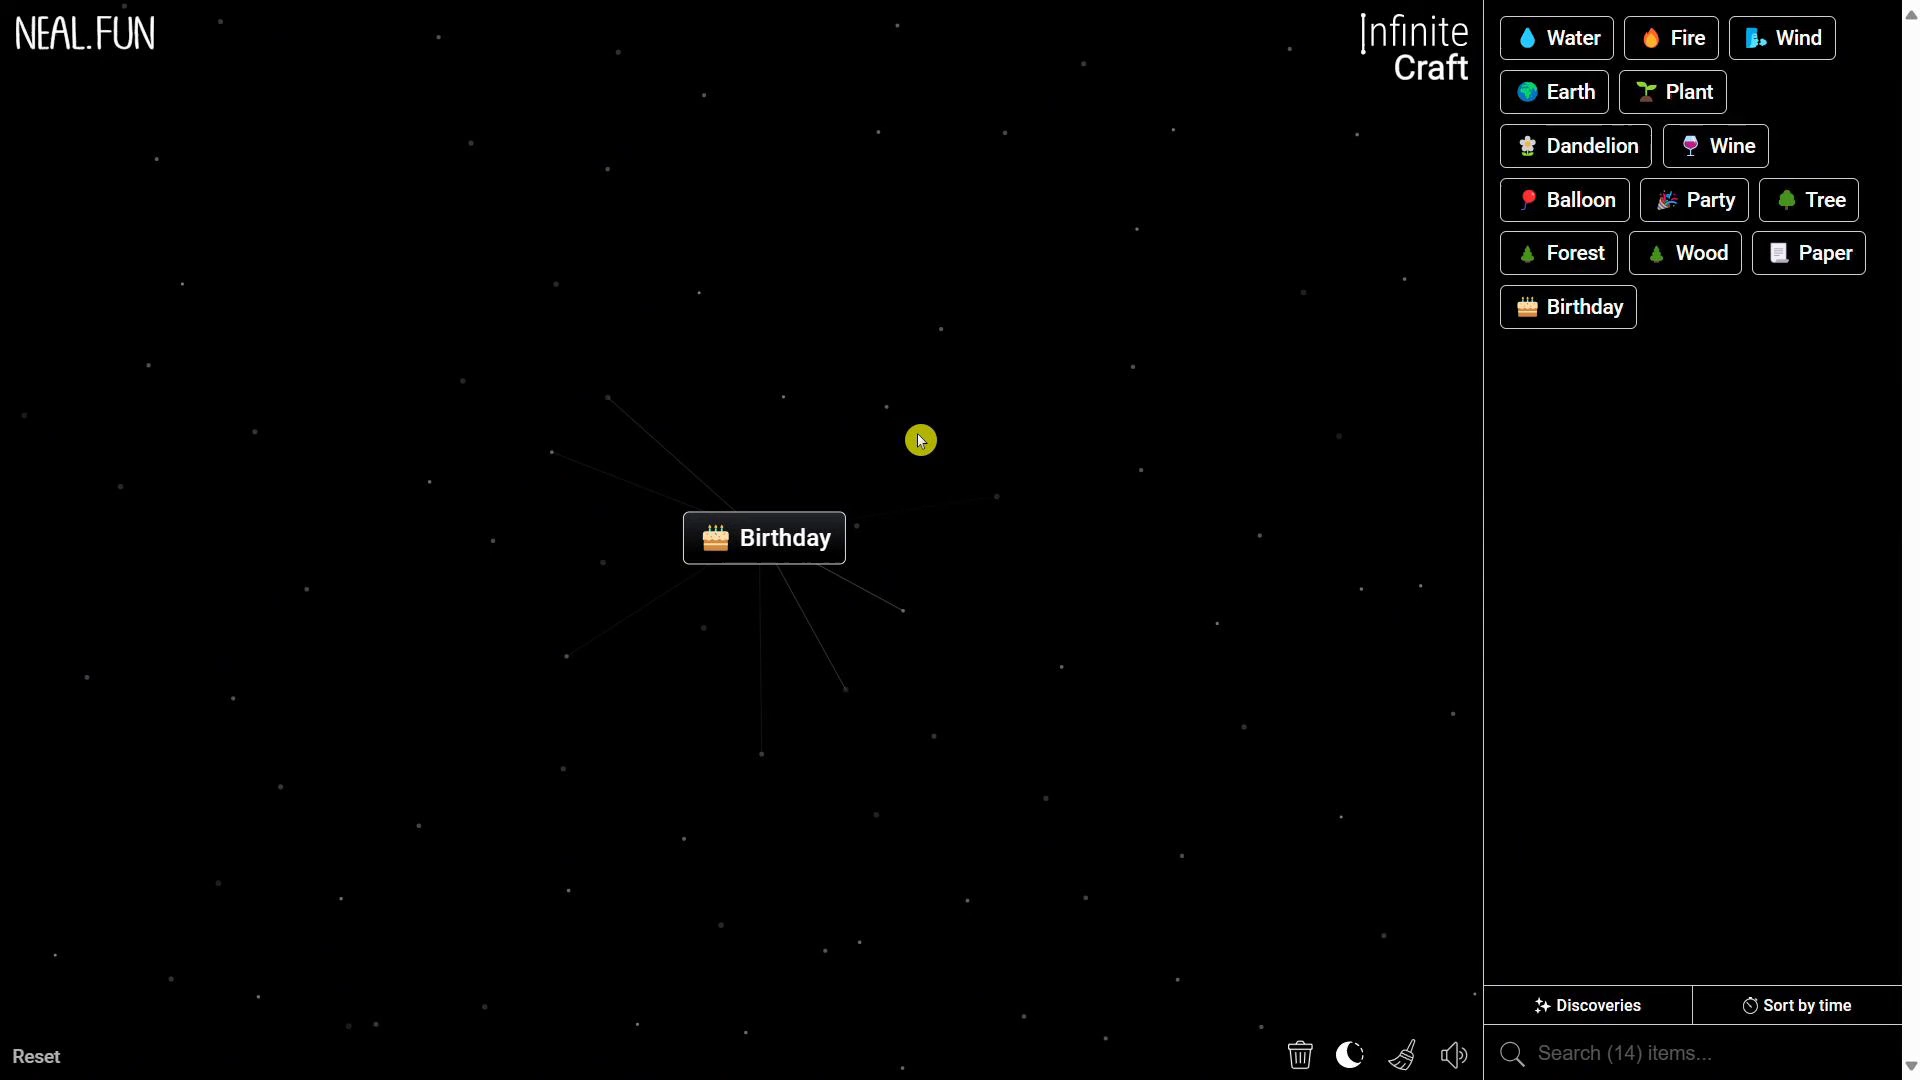 NEAL.FUN
Infinite
Craft
Water Fire Wind
Earth Plant
Dandelion Wine
Balloon Party Tree
Forest Wood Paper
Birthday
Birthday
Discoveries Sort by time
Search (14) items...
Reset